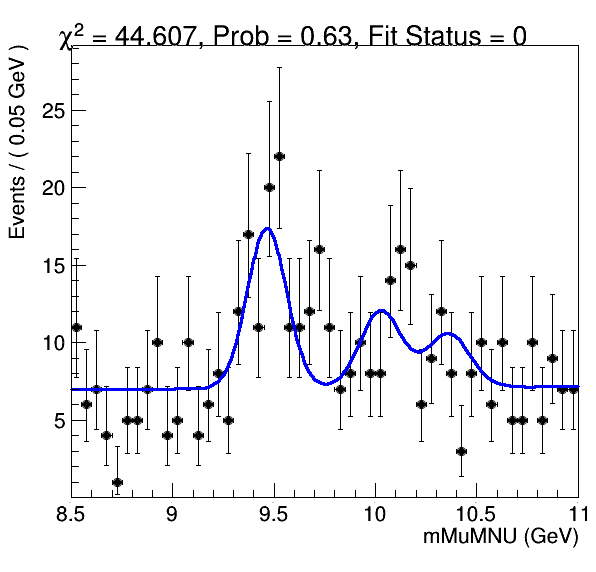 χ² = 44.607, Prob = 0.63, Fit Status = 0
Events / ( 0.05 GeV )
25
20
15
10
5
8.5 9 9.5 10 10.5 11
mMuMNU (GeV)